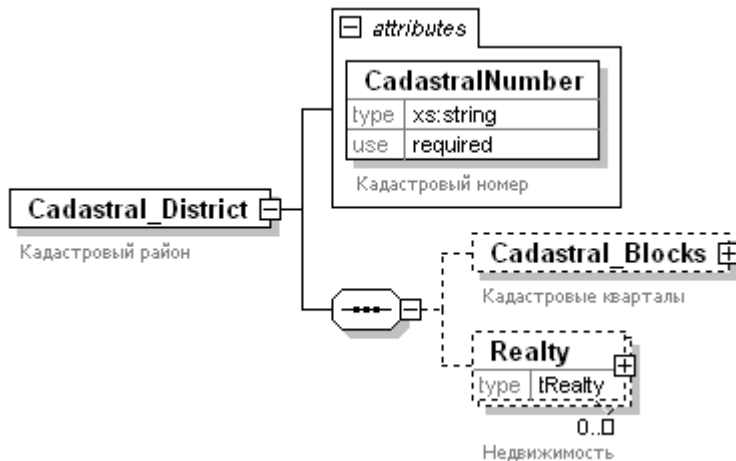 attributes
CadastralNumber
type xs:string
use required
Кадастровый номер
Cadastral_District
Кадастровый район
Cadastral_Blocks
Кадастровые кварталы
Realty
type tRealty
0..□
Недвижимость